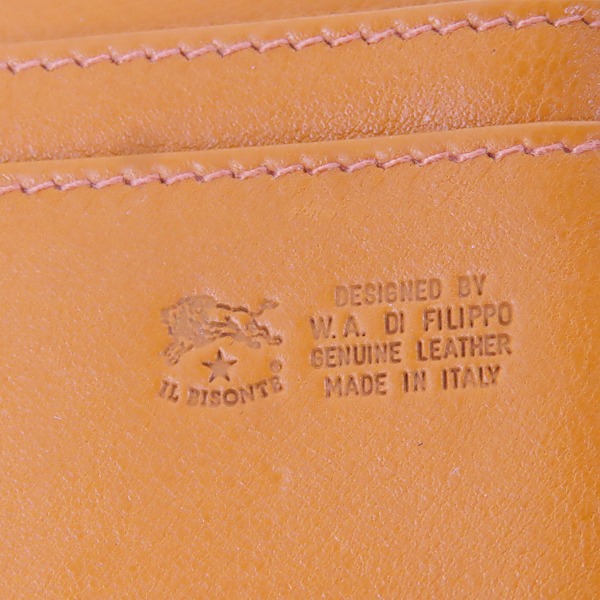 IL BISONTE®
DESIGNED BY
W. A. DI FILIPPO
GENUINE LEATHER
MADE IN ITALY